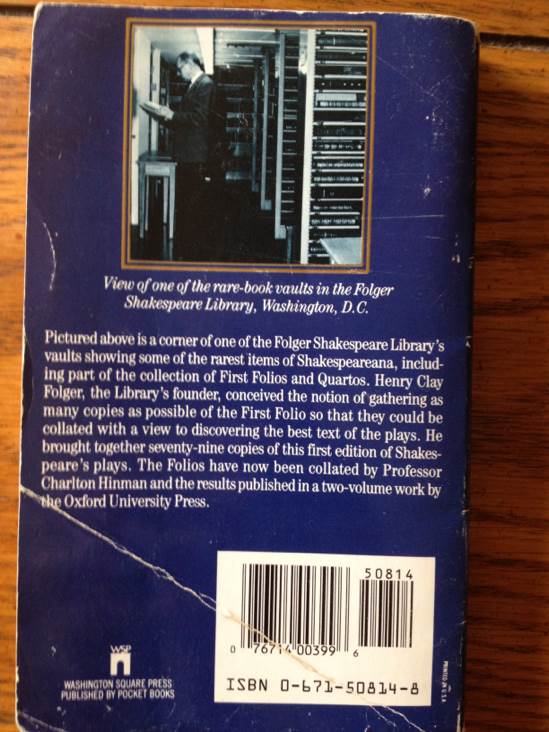 View of one of the rare-book vaults in the Folger
Shakespeare Library, Washington, D.C.
Pictured above is a corner of one of the Folger Shakespeare Library's
vaults showing some of the rarest items of Shakespeareana, includ-
ing part of the collection of First Folios and Quartos. Henry Clay
Folger, the Library's founder, conceived the notion of gathering as
many copies as possible of the First Folio so that they could be
collated with a view to discovering the best text of the plays. He
brought together seventy-nine copies of this first edition of Shakes-
peare's plays. The Folios have now been collated by Professor
Charlton Hinman and the results published in a two-volume work by
the Oxford University Press.
50814
0 76714 00399 6
ISBN 0-671-50814-8
WSP
WASHINGTON SQUARE PRESS
PUBLISHED BY POCKET BOOKS
PRINTED IN U.S.A.